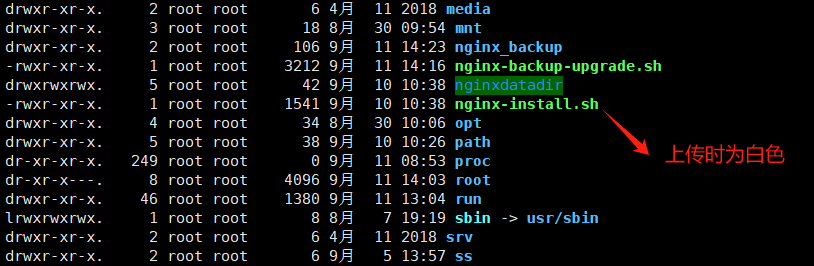 drwxr-xr-x.     2 root root       6 4月  11 2018 media
drwxr-xr-x.     3 root root      18 8月  30 09:54 mnt
drwxr-xr-x.     2 root root     106 9月  11 14:23 nginx_backup
-rwxr-xr-x.     1 root root    3212 9月  11 14:16 nginx-backup-upgrade.sh
drwxrwxrwx.     5 root root      42 9月  10 10:38 nginxdatadir
-rwxr-xr-x.     1 root root    1541 9月  10 10:38 nginx-install.sh
drwxr-xr-x.     4 root root      34 8月  30 10:06 opt
drwxr-xr-x.     5 root root      38 9月  10 10:26 path
上传时为白色
dr-xr-xr-x.   249 root root       0 9月  11 08:53 proc
dr-xr-x---.     8 root root    4096 9月  11 14:03 root
drwxr-xr-x.    46 root root    1380 9月  11 13:04 run
lrwxrwxrwx.     1 root root       8 8月   7 19:19 sbin -> usr/sbin
drwxr-xr-x.     2 root root       6 4月  11 2018 srv
drwxr-xr-x.     2 root root       6 9月   5 13:57 ss